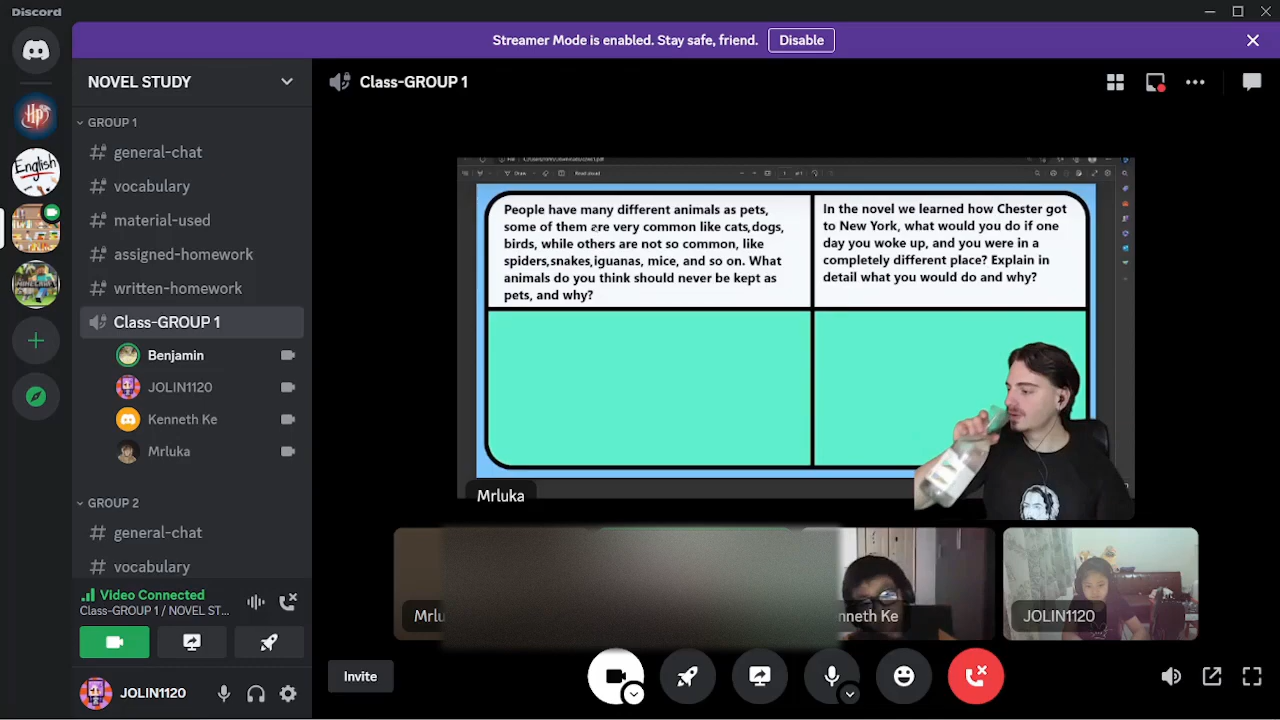 Discord
Streamer Mode is enabled. Stay safe, friend.
Disable
NOVEL STUDY
Class-GROUP 1
GROUP 1
general-chat
vocabulary
material-used
assigned-homework
written-homework
Class-GROUP 1
Benjamin
JOLIN1120
Kenneth Ke
Mrluka
GROUP 2
general-chat
vocabulary
Video Connected
Class-GROUP 1 / NOVEL ST...
JOLIN1120
English
Draw
Read aloud
People have many different animals as pets,
some of them are very common like cats,dogs,
birds, while others are not so common, like
spiders,snakes,iguanas, mice, and so on. What
animals do you think should never be kept as
pets, and why?
In the novel we learned how Chester got
to New York, what would you do if one
day you woke up, and you were in a
completely different place? Explain in
detail what you would do and why?
Mrluka
Mrlu
nneth Ke
JOLIN1120
Invite